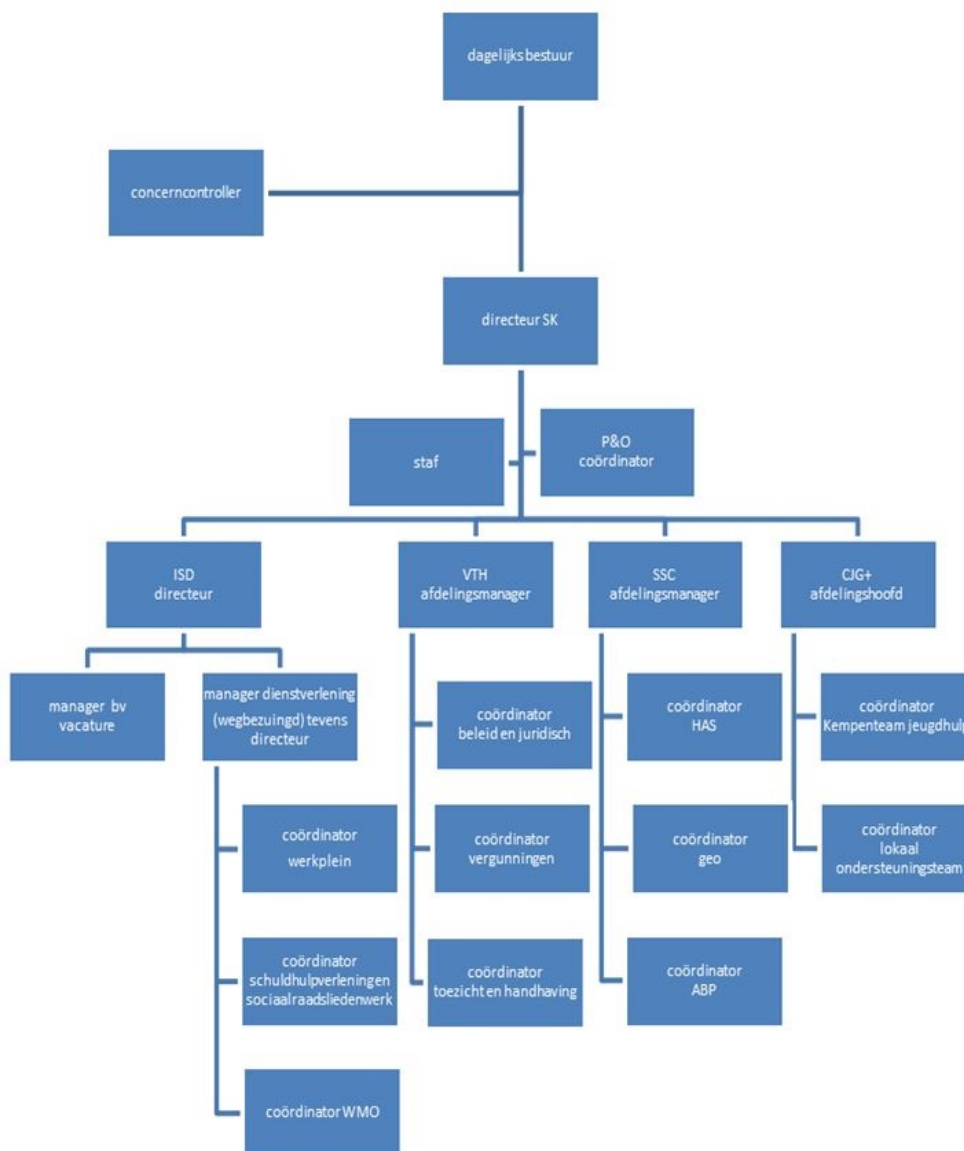 dagelijks bestuur
concerncontroller
directeur SK
staf
P&O
coördinator
ISD
directeur
VTH
afdelingsmanager
SSC
afdelingsmanager
CJG+
afdelingshoofd
manager bv
vacature
manager dienstverlening
(wegbezuingd) tevens
directeur
coördinator
beleid en juridisch
coördinator
HAS
coördinator
Kempenteam jeugdhulp
coördinator
werkplein
coördinator
vergunningen
coördinator
geo
coördinator
lokaal
ondersteuningsteam
coördinator
schuldhulpverlening en
sociaalraadsliedenwerk
coördinator
toezicht en handhaving
coördinator
ABP
coördinator WMO